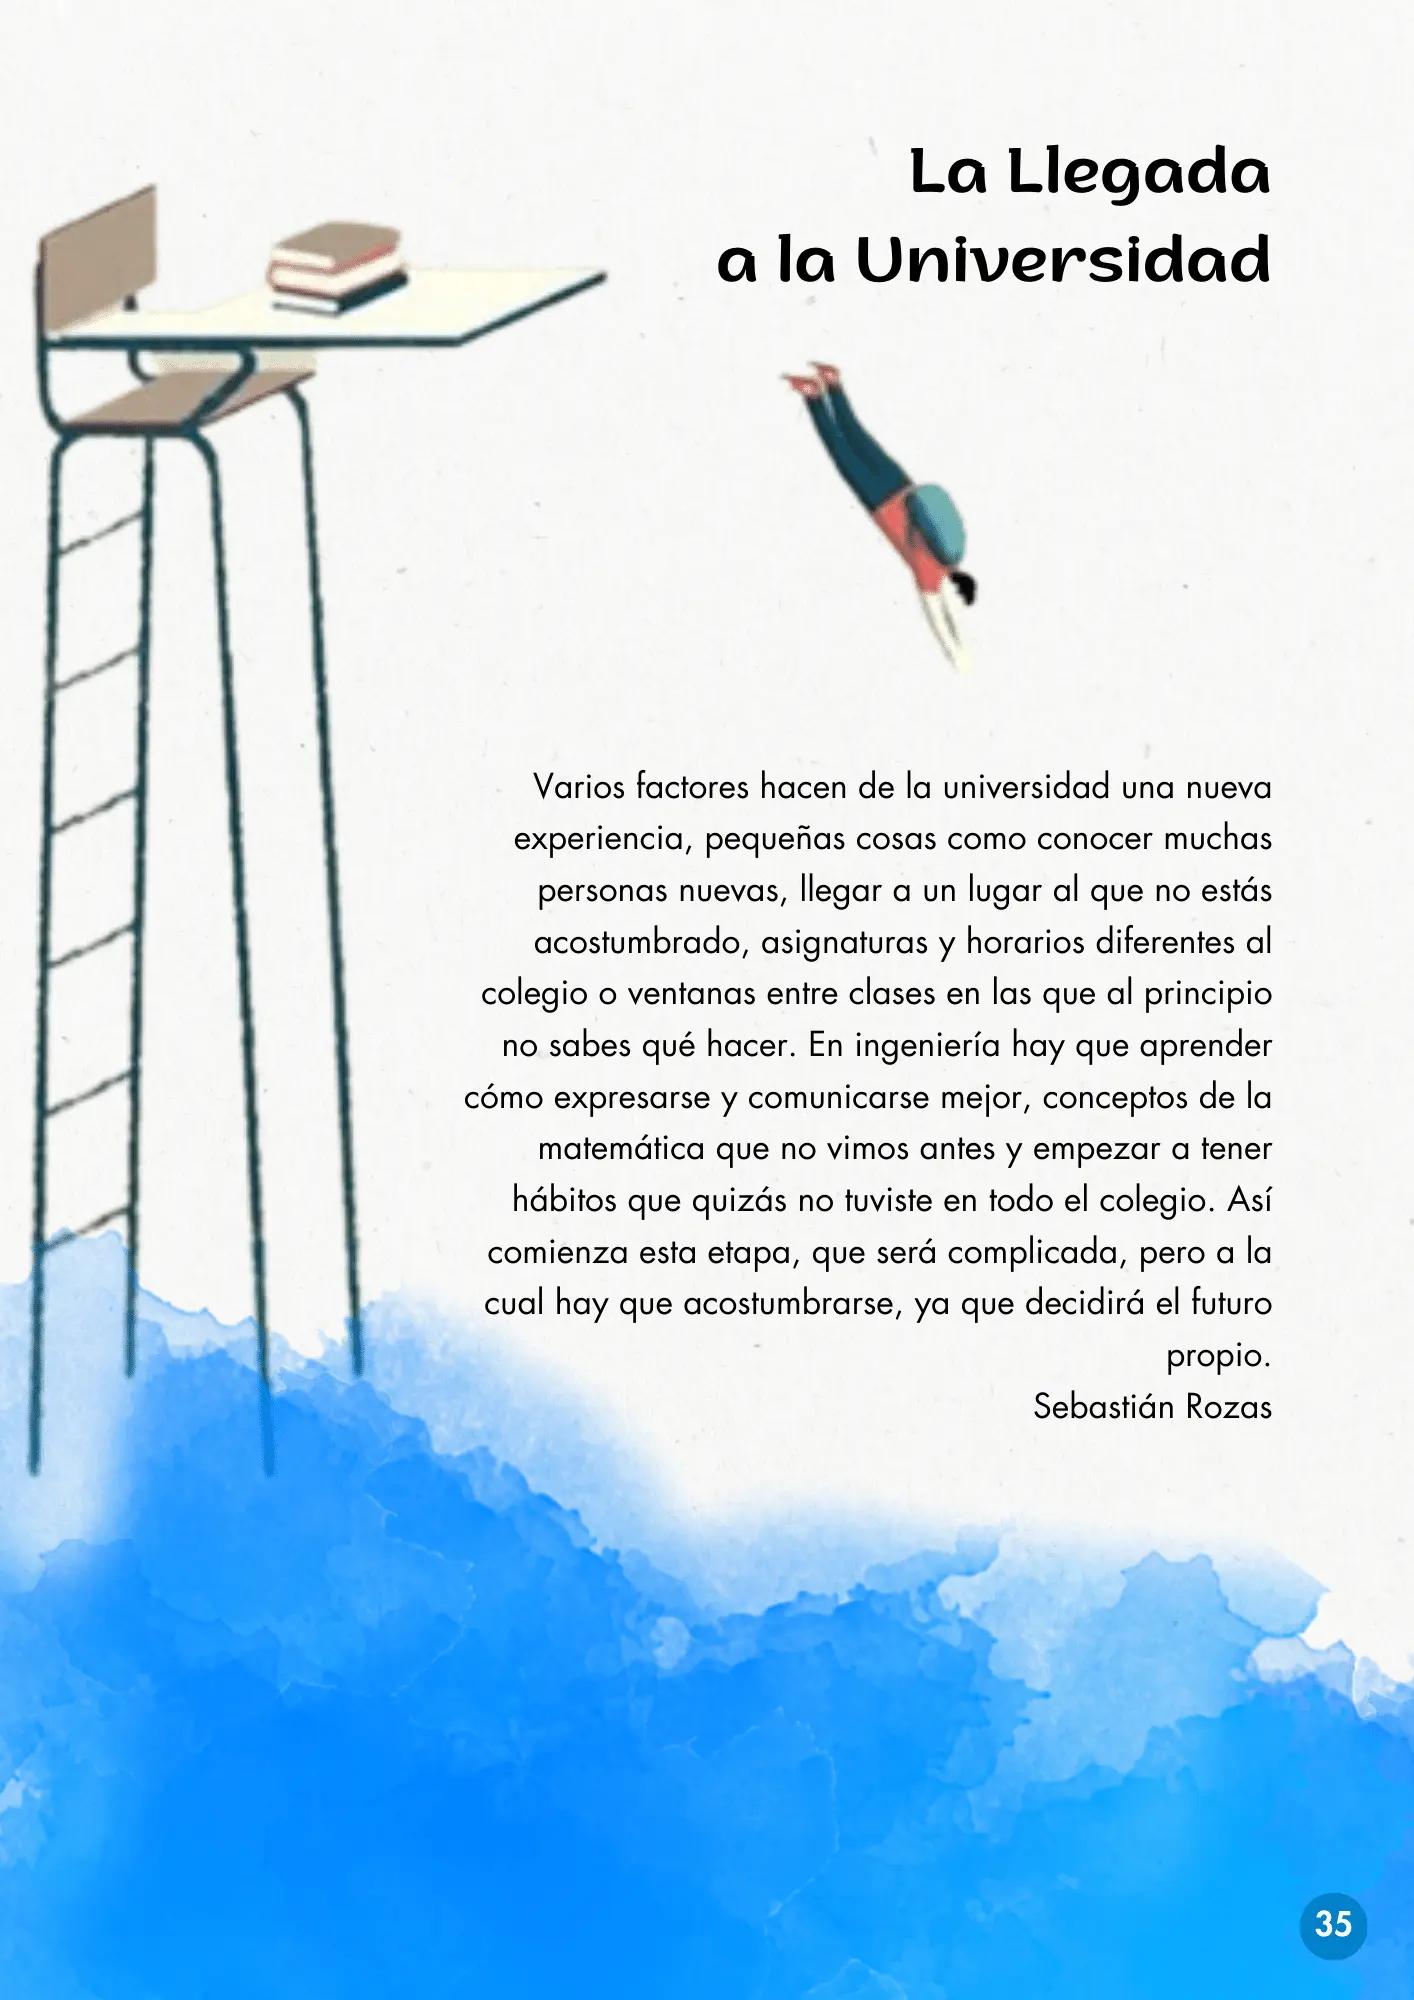 La Llegada
a la Universidad
Varios factores hacen de la universidad una nueva
experiencia, pequeñas cosas como conocer muchas
personas nuevas, llegar a un lugar al que no estás
acostumbrado, asignaturas y horarios diferentes al
colegio o ventanas entre clases en las que al principio
no sabes qué hacer. En ingeniería hay que aprender
cómo expresarse y comunicarse mejor, conceptos de la
matemática que no vimos antes y empezar a tener
hábitos que quizás no tuviste en todo el colegio. Así
comienza esta etapa, que será complicada, pero a la
cual hay que acostumbrarse, ya que decidirá el futuro
propio.
Sebastián Rozas
35